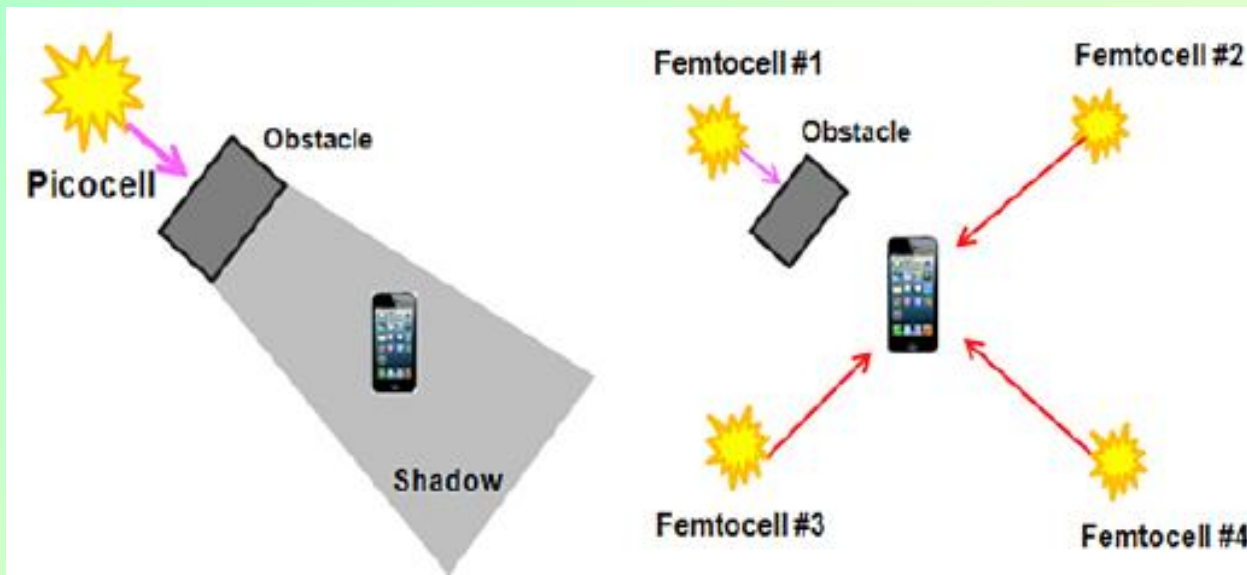 Picocell
Obstacle
Shadow
Femtocell #1
Obstacle
Femtocell #2
Femtocell #3
Femtocell #4